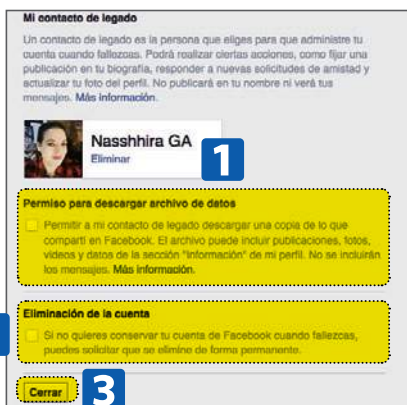 Mi contacto de legado
Un contacto de legado es la persona que eliges para que administre tu
cuenta cuando fallezcas. Podrá realizar ciertas acciones, como fijar una
publicación en tu biografía, responder a nuevas solicitudes de amistad y
actualizar tu foto del perfil. No publicará en tu nombre ni verá tus
mensajes. Más información.
Nasshhira GA
Eliminar
1
Permiso para descargar archivo de datos
Permitir a mi contacto de legado descargar una copia de lo que
compartí en Facebook. El archivo puede incluir publicaciones, fotos,
videos y datos de la sección "Información" de mi perfil. No se incluirán
los mensajes. Más información.
Eliminación de la cuenta
Si no quieres conservar tu cuenta de Facebook cuando fallezcas,
puedes solicitar que se elimine de forma permanente.
Cerrar
3